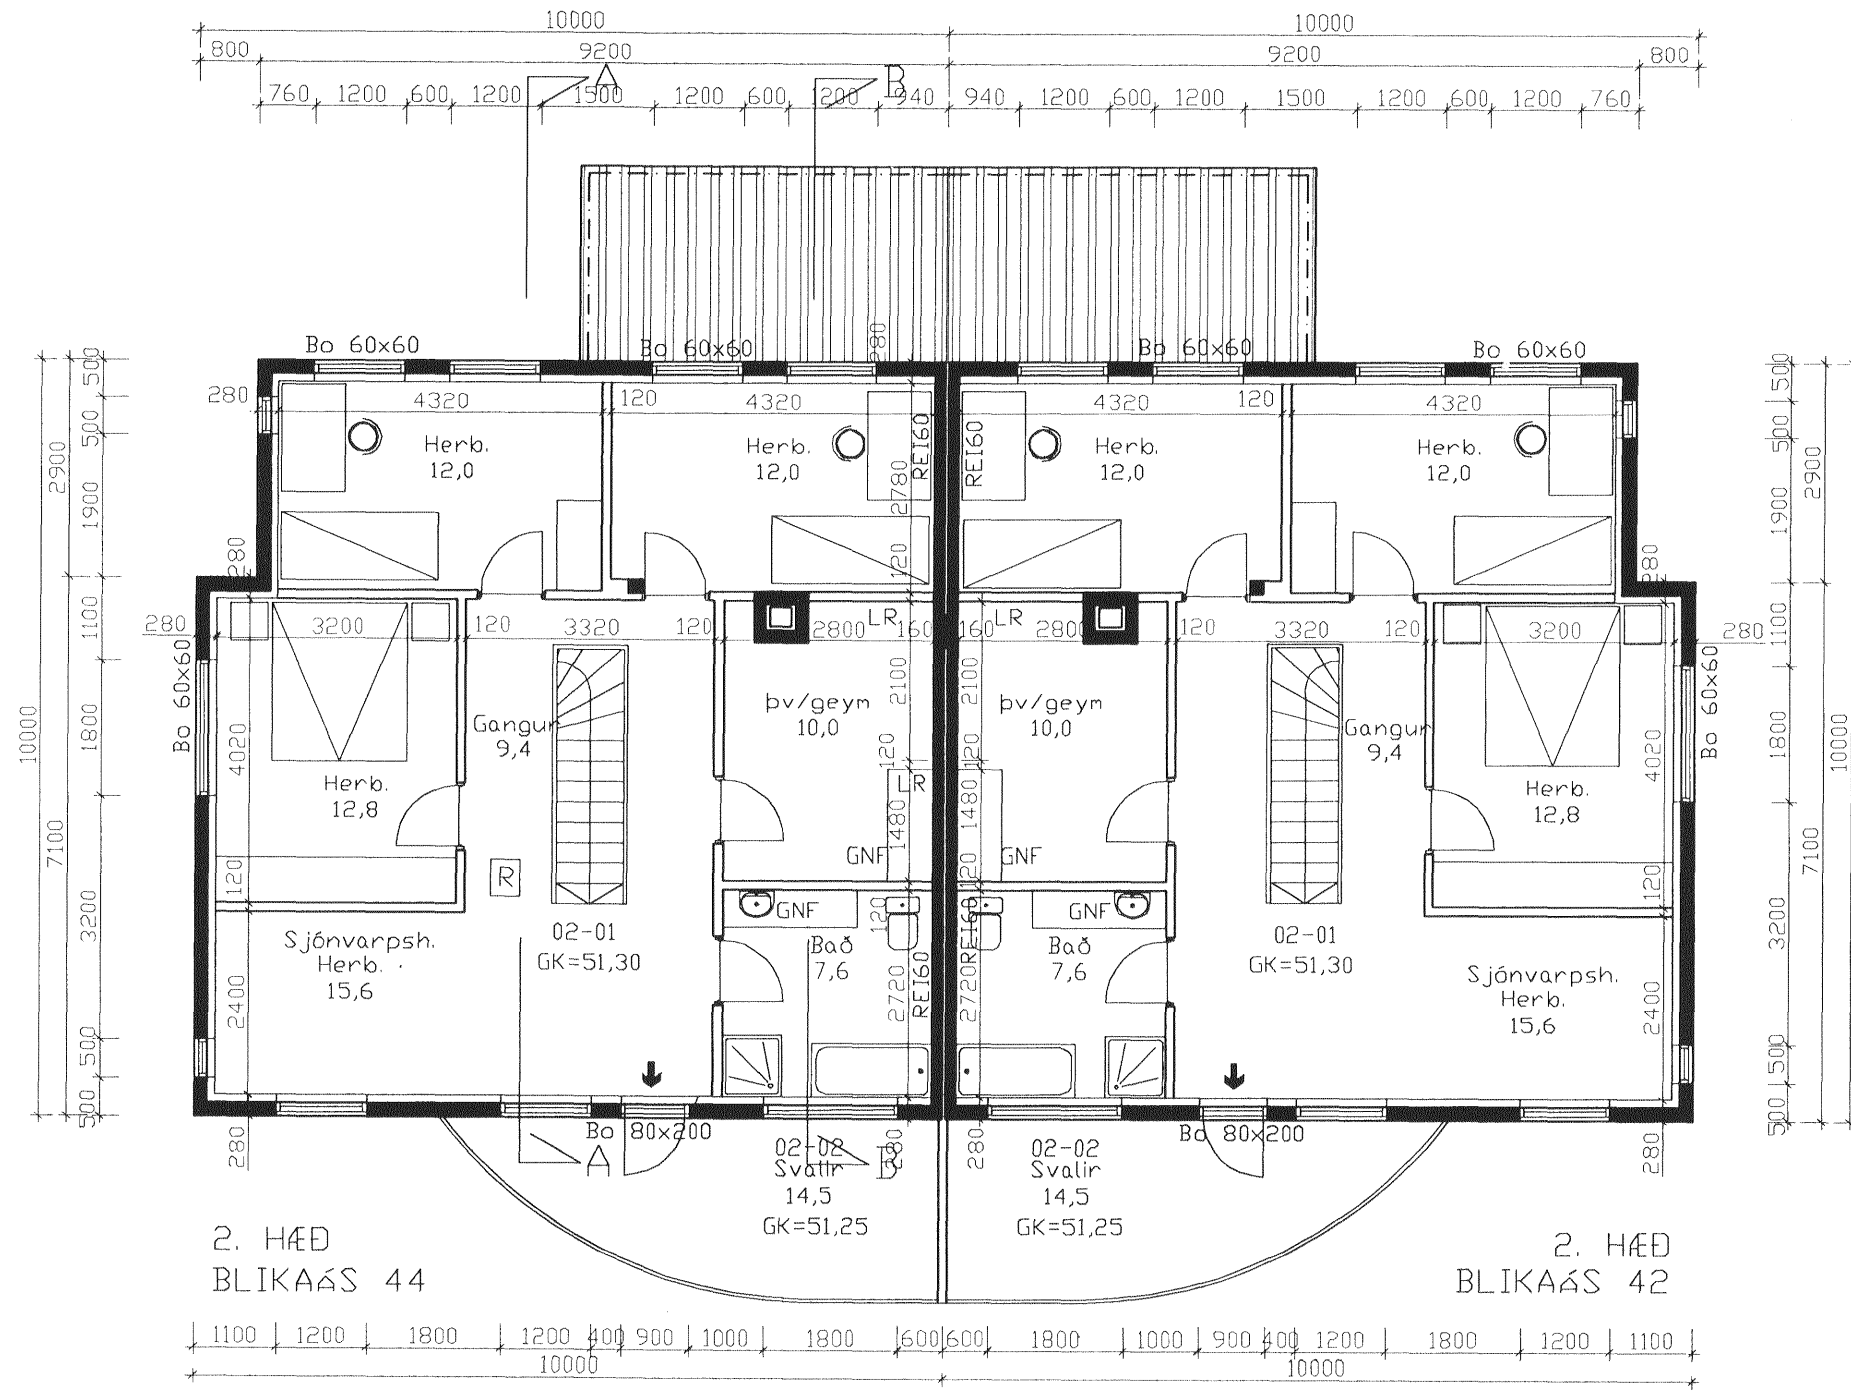 10000 10000
800 9200 9200 800
760 1200 600 1200 1500 1200 600 1200 940 940 1200 600 1200 1500 1200 600 1200 760
A B
Bo 60x60 Bo 60x60 280 Bo 60x60 Bo 60x60
280 4320 120 4320 4320 120 4320
Herb. Herb. Herb. Herb.
12,0 12,0 12,0 12,0
REI60 REI60
2780
120
280 280
500 500 1900 2900
500 500 1900 2900
LR LR
280 3200 120 3320 120 2800 160 160 2800 120 3320 120 3200 280
1100 1100
Bo 60x60 Bo 60x60
2100 2100
þv/geym þv/geym
10,0 10,0
Gangur Gangur
9,4 9,4
10000 1800 4020 4020 1800 10000
120 120
Herb. Herb.
12,8 12,8
LR
1480 1480
7100 7100
GNF GNF
R
120 120 120
3200 3200
GNF GNF
120
02-01 02-01
GK=51,30 GK=51,30
Sjónvarpsh.
Herb.
15,6
Bað Bað
7,6 7,6
REI60 REI60
Sjónvarpsh.
Herb.
15,6
2400 2720 2720 2400
500 500
500 500
Bo 80x200 Bo 80x200
280 280 280 280
A B
02-02 02-02
Svalir Svalir
14,5 14,5
GK=51,25 GK=51,25
2. HÆÐ 2. HÆÐ
BLIKAáS 44 BLIKAáS 42
1100 1200 1800 1200 400 900 1000 1800 600 600 1800 1000 900 400 1200 1800 1200 1100
10000 10000